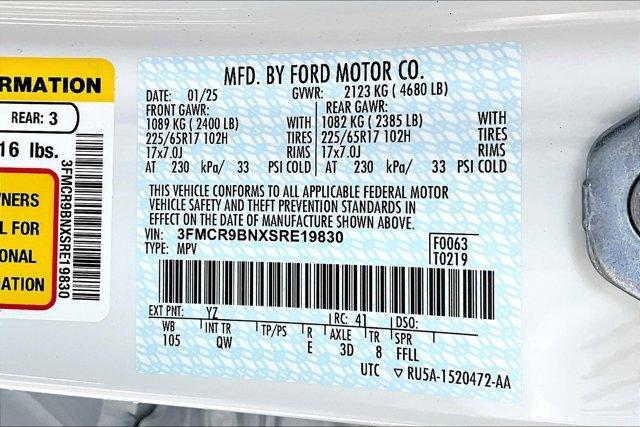 RMATION
REAR: 3
16 lbs.
NERS
L FOR
ONAL
UATION
3FMCR9BNXSRE19830
MFD. BY FORD MOTOR CO.
DATE: 01/25 GVWR: 2123 KG ( 4680 LB)
FRONT GAWR: REAR GAWR:
1089 KG ( 2400 LB) WITH 1082 KG ( 2385 LB) WITH
225/65R17 102H TIRES 225/65R17 102H TIRES
17x7.0J RIMS 17x7.0J RIMS
AT 230 kPa/ 33 PSI COLD AT 230 kPa/ 33 PSI COLD
THIS VEHICLE CONFORMS TO ALL APPLICABLE FEDERAL MOTOR
VEHICLE SAFETY AND THEFT PREVENTION STANDARDS IN
EFFECT ON THE DATE OF MANUFACTURE SHOWN ABOVE.
VIN: 3FMCR9BNXSRE19830
TYPE: MPV
F0063
T0219
EXT PNT: YZ RC: 41 DSO:
WB INT TR TP/PS R AXLE TR SPR
105 QW E 3D 8 FFLL
UTC ▽ RU5A-1520472-AA